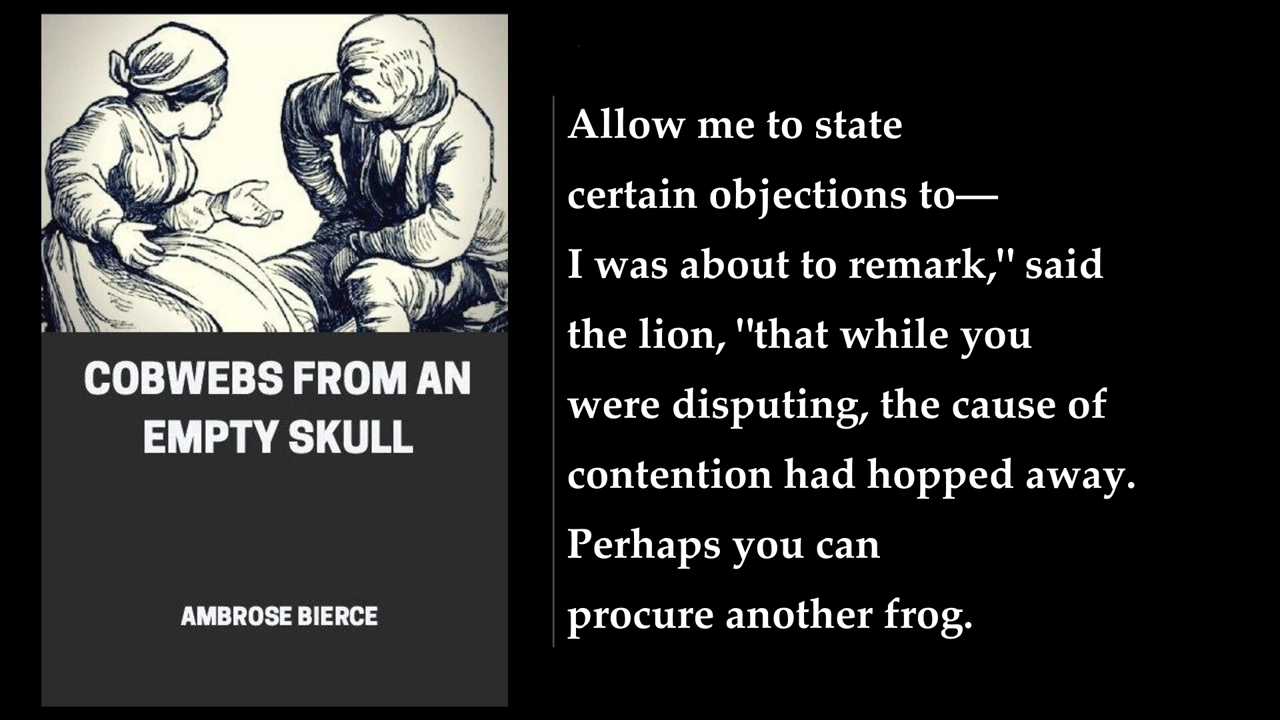 COBWEBS FROM AN
EMPTY SKULL
AMBROSE BIERCE
Allow me to state
certain objections to—
I was about to remark," said
the lion, "that while you
were disputing, the cause of
contention had hopped away.
Perhaps you can
procure another frog.